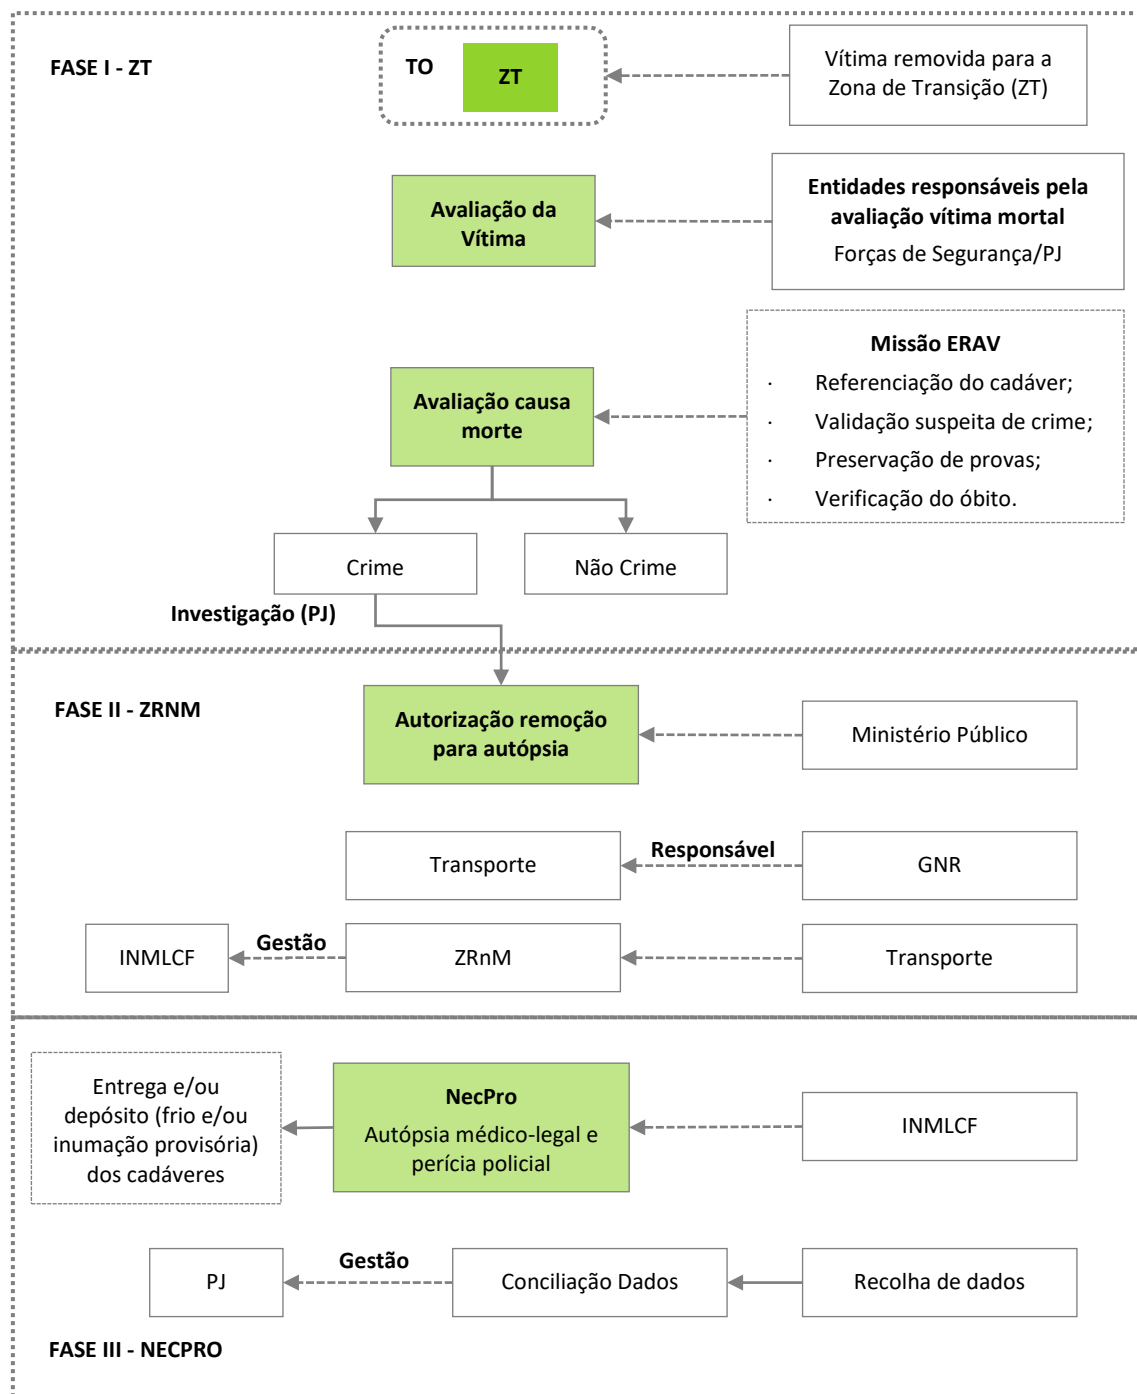 FASE I - ZT
TO
ZT
Vítima removida para a
Zona de Transição (ZT)
Avaliação da
Vítima
Entidades responsáveis pela
avaliação vítima mortal
Forças de Segurança/PJ
Avaliação causa
morte
Missão ERAV
· Referenciação do cadáver;
· Validação suspeita de crime;
· Preservação de provas;
· Verificação do óbito.
Crime
Não Crime
Investigação (PJ)
FASE II - ZRNM
Autorização remoção
para autópsia
Ministério Público
Transporte
Responsável
GNR
INMLCF
Gestão
ZRnM
Transporte
Entrega e/ou
depósito (frio e/ou
inumação provisória)
dos cadáveres
NecPro
Autópsia médico-legal e
perícia policial
INMLCF
PJ
Gestão
Conciliação Dados
Recolha de dados
FASE III - NECPRO